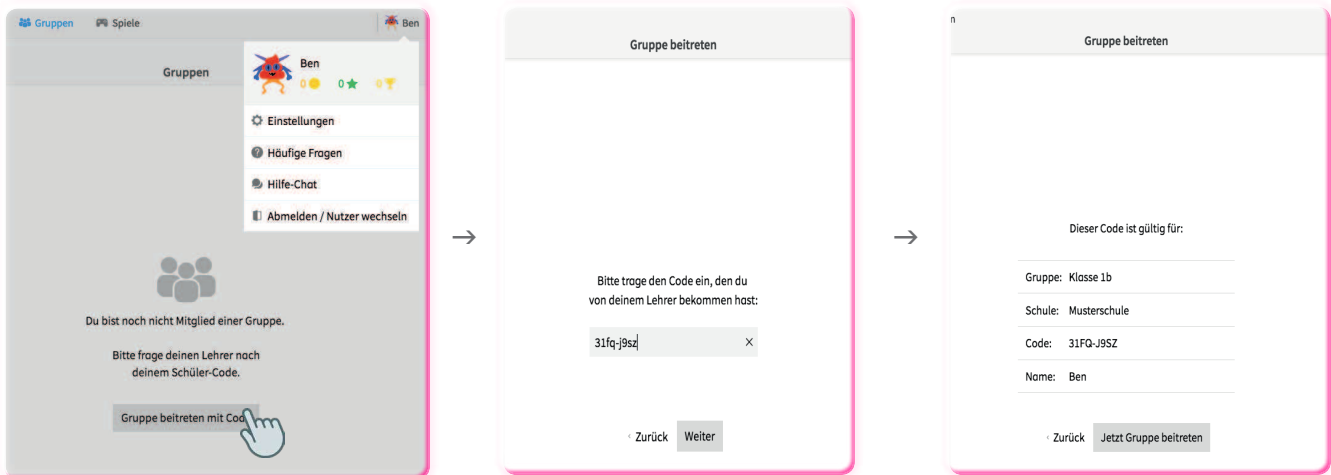 Gruppen
Spiele
Ben
Gruppen
Ben
0
0
0
Einstellungen
Häufige Fragen
Hilfe-Chat
Abmelden / Nutzer wechseln
Du bist noch nicht Mitglied einer Gruppe.
Bitte frage deinen Lehrer nach
deinem Schüler-Code.
Gruppe beitreten mit
→
Gruppe beitreten
Bitte trage den Code ein, den du
von deinem Lehrer bekommen hast:
31fq-j9sz
‹ Zurück
Weiter
→
n
Gruppe beitreten
Dieser Code ist gültig für:
Gruppe: Klasse 1b
Schule: Musterschule
Code: 31FQ-J9SZ
Name: Ben
‹ Zurück
Jetzt Gruppe beitreten